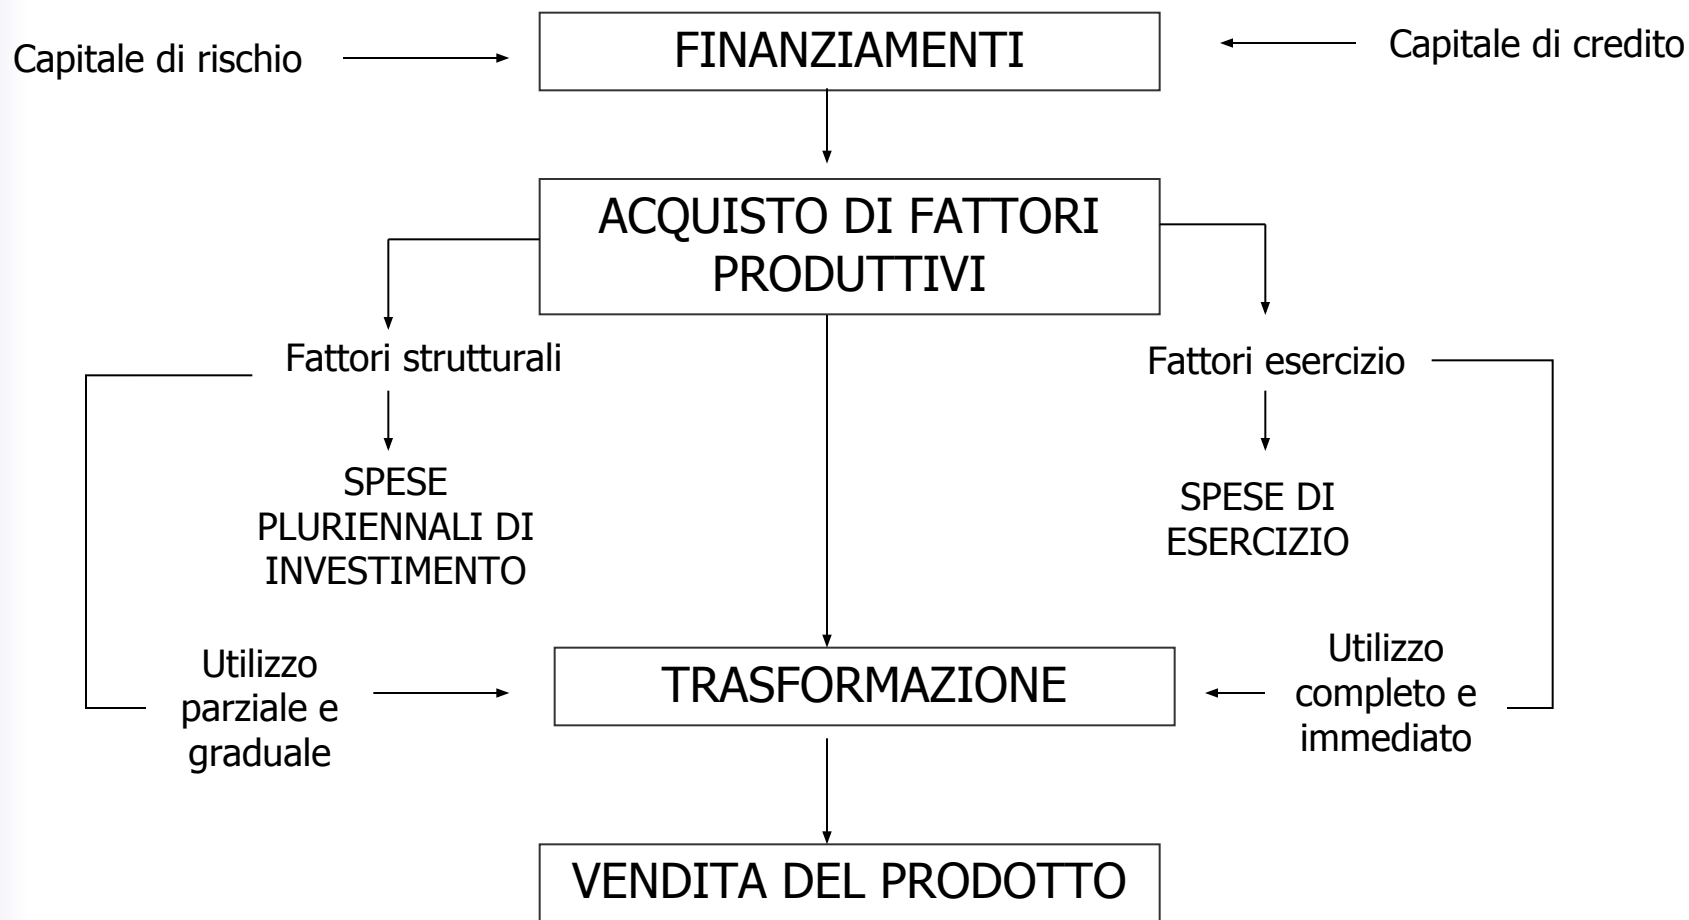 Capitale di rischio
FINANZIAMENTI
Capitale di credito
ACQUISTO DI FATTORI
PRODUTTIVI
Fattori strutturali
Fattori esercizio
SPESE
PLURIENNALI DI
INVESTIMENTO
SPESE DI
ESERCIZIO
Utilizzo
parziale e
graduale
TRASFORMAZIONE
Utilizzo
completo e
immediato
VENDITA DEL PRODOTTO